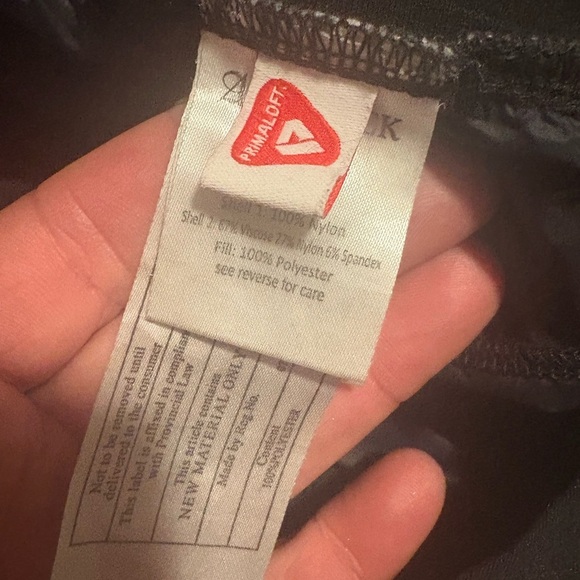 PRIMALOFT
Shell 1: 100% Nylon
Shell 2: 67% Viscose 27% Nylon 6% Spandex
Fill: 100% Polyester
see reverse for care
Not to be removed until
delivered to the consumer
This label is affixed in
with Provincial Law
This article contains
NEW MATERIAL ONLY
Made by Reg.No.
Content
100%POLYESTER